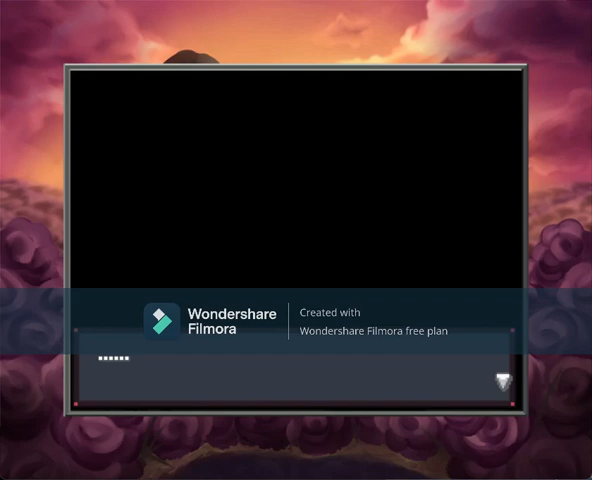 Wondershare
Filmora
Created with
Wondershare Filmora free plan
......